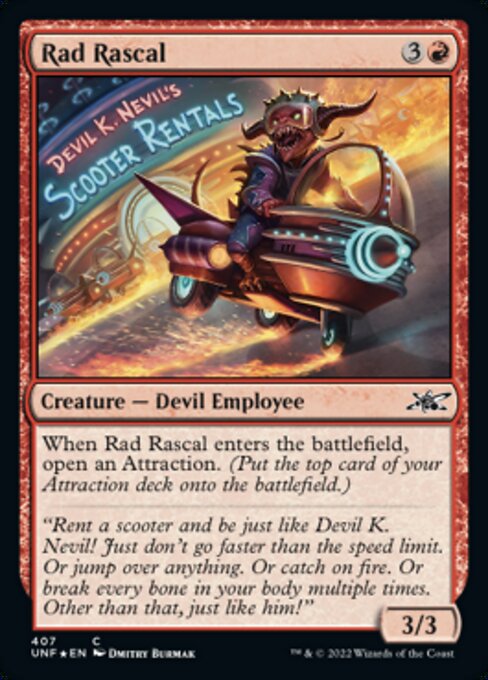 Rad Rascal 3
DEVIL K. NEVIL'S
SCOOTER RENTALS
Creature — Devil Employee
When Rad Rascal enters the battlefield,
open an Attraction. (Put the top card of your
Attraction deck onto the battlefield.)
"Rent a scooter and be just like Devil K.
Nevil! Just don't go faster than the speed limit.
Or jump over anything. Or catch on fire. Or
break every bone in your body multiple times.
Other than that, just like him!"
3/3
407 C
UNF★EN DMITRY BURMAK
™ & © 2022 Wizards of the Coast